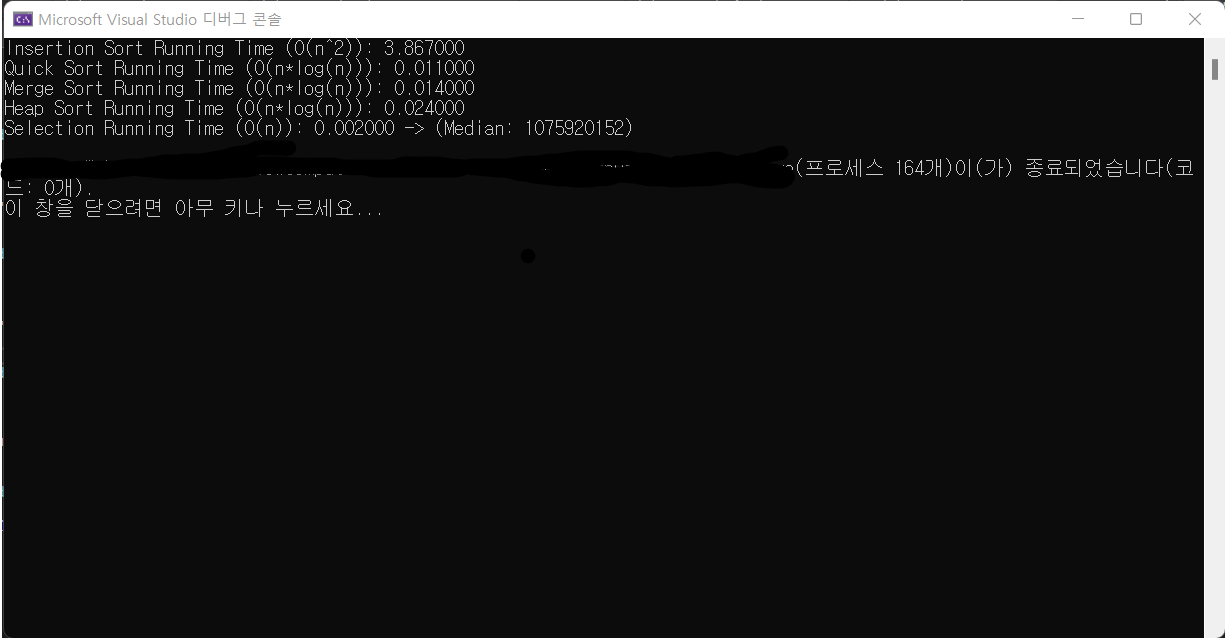 Microsoft Visual Studio 디버그 콘솔
Insertion Sort Running Time (O(n^2)): 3.867000
Quick Sort Running Time (O(n*log(n))): 0.011000
Merge Sort Running Time (O(n*log(n))): 0.014000
Heap Sort Running Time (O(n*log(n))): 0.024000
Selection Running Time (O(n)): 0.002000 -> (Median: 1075920152)
(프로세스 164개)이(가) 종료되었습니다(코
드: 0개).
이 창을 닫으려면 아무 키나 누르세요...